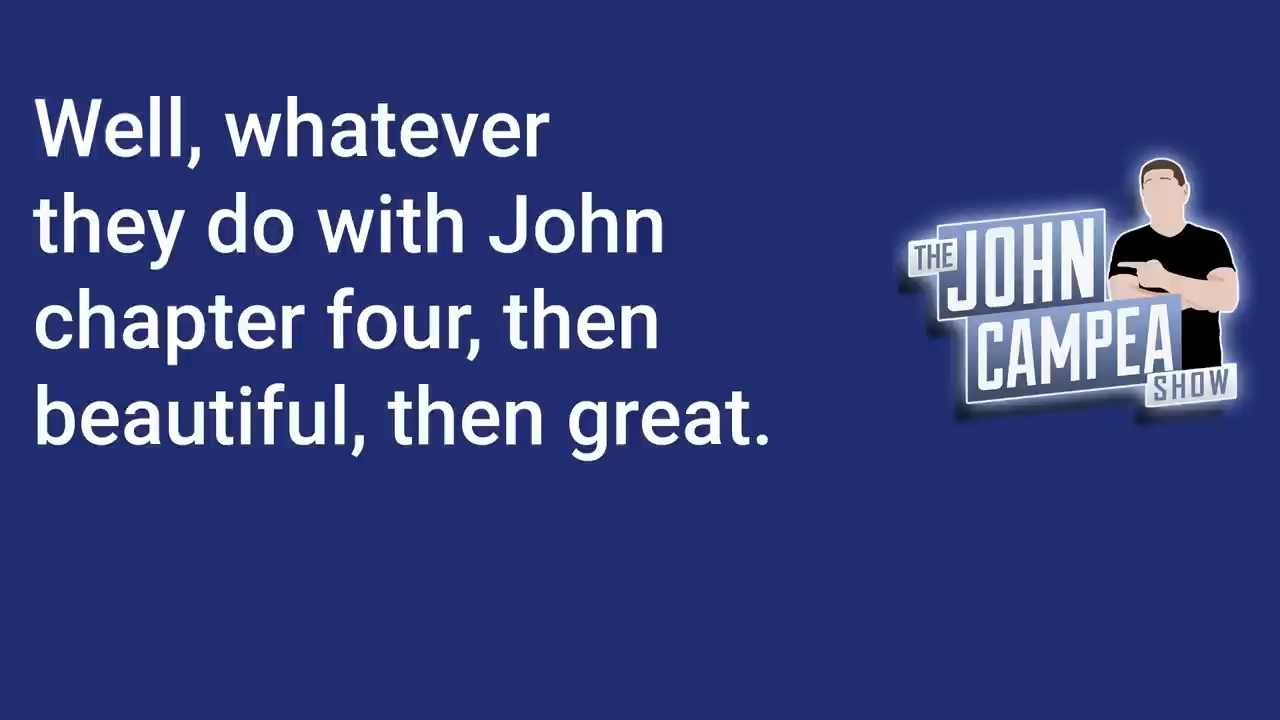 Well, whatever
they do with John
chapter four, then
beautiful, then great.
THE
JOHN
CAMPEA
SHOW